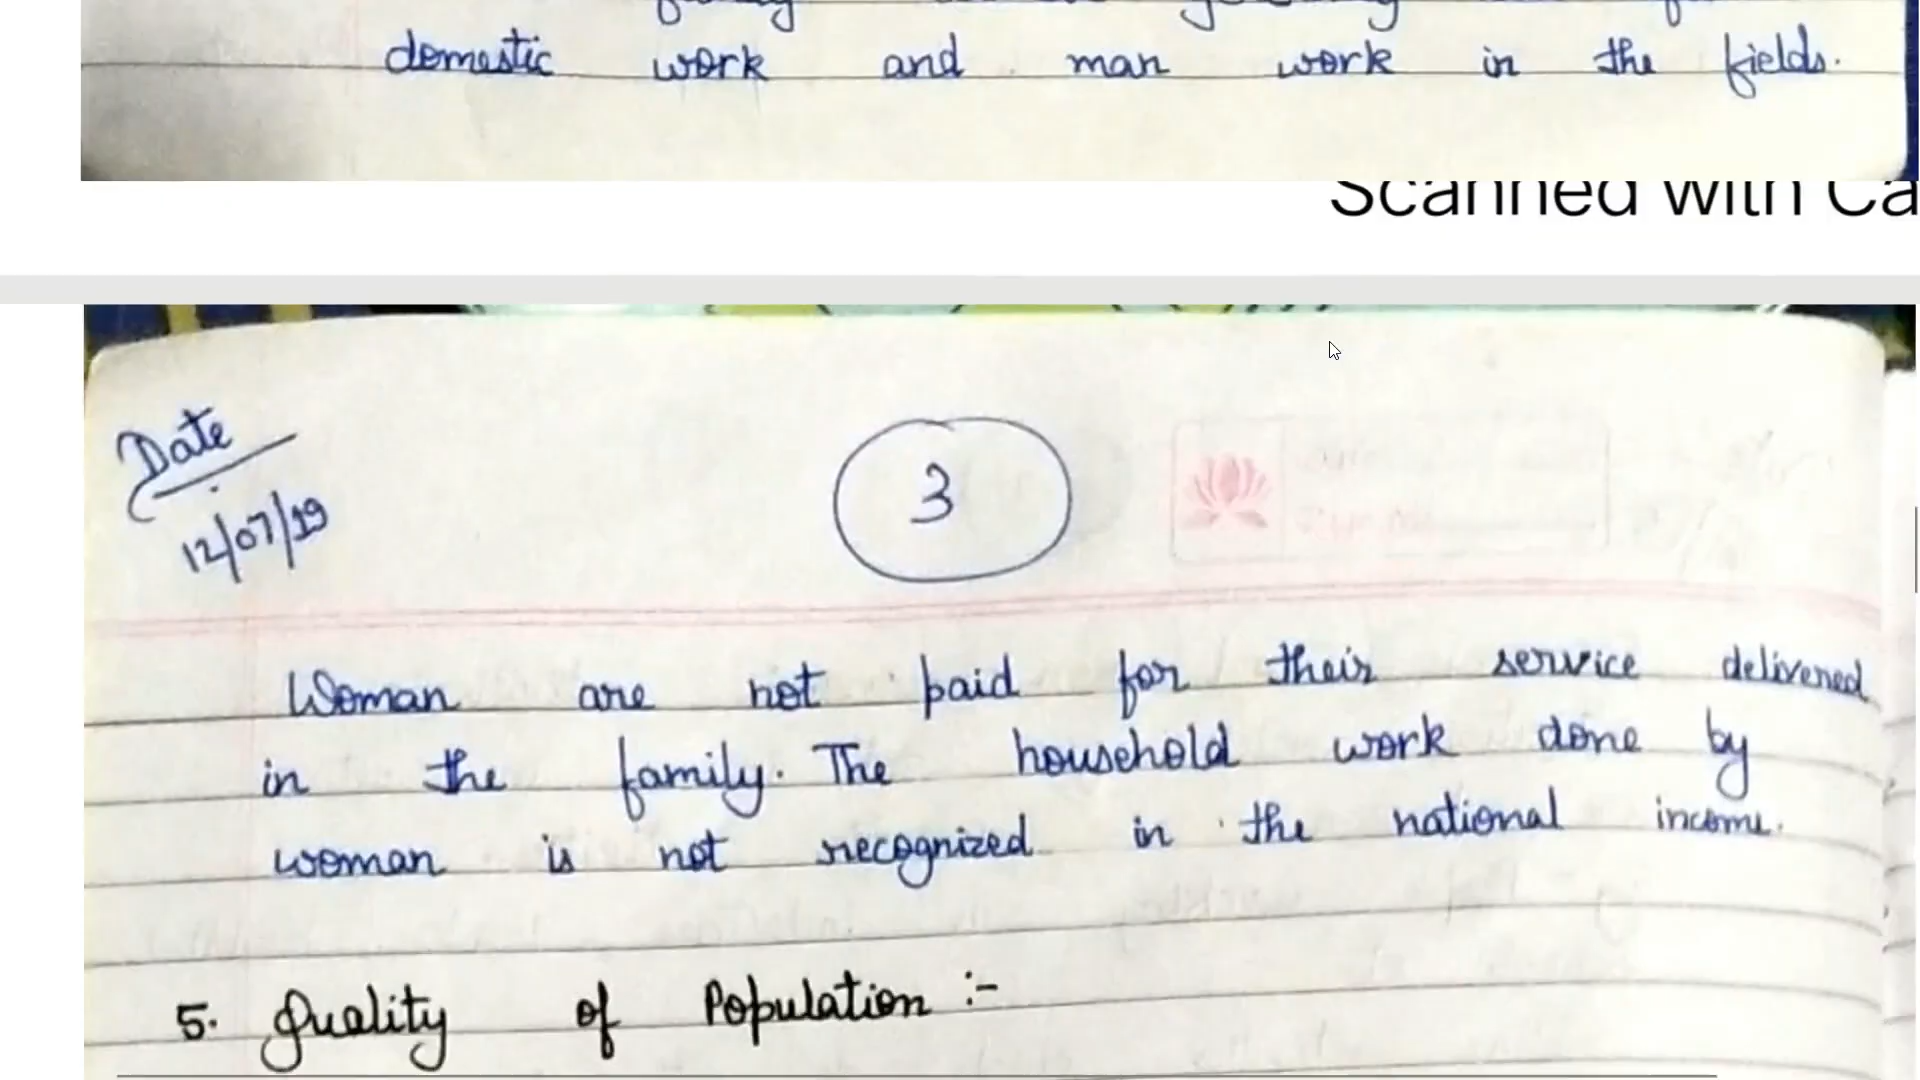 domestic work and man work in the fields.
Scanned with Ca
Date
12/07/19
3
Woman are not paid for their service delivered
in the family. The household work done by
woman is not recognized in the national income.
5. Quality of Population :-